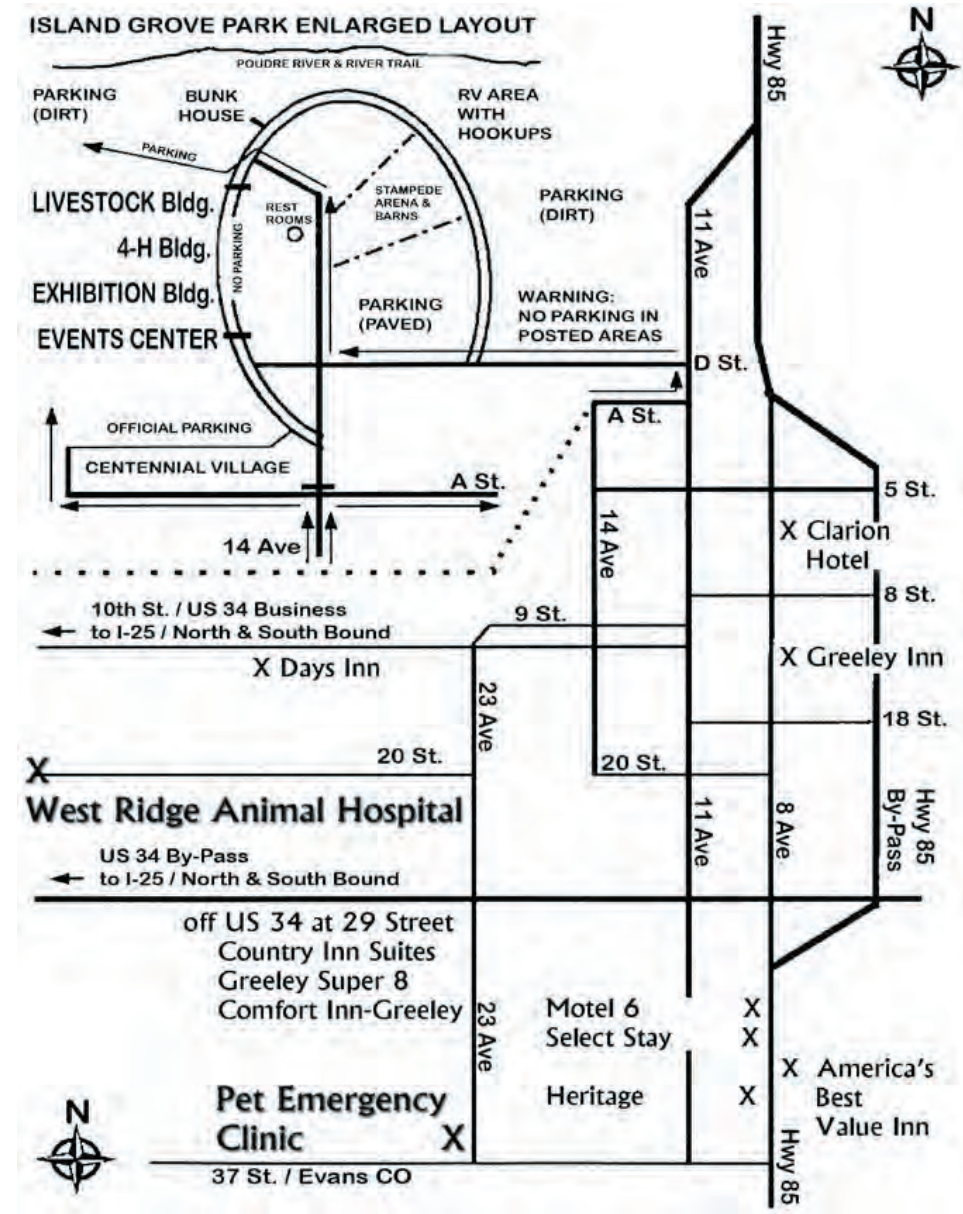 ISLAND GROVE PARK ENLARGED LAYOUT
N
Hwy 85
POUDRE RIVER & RIVER TRAIL
PARKING
(DIRT)
BUNK
HOUSE
RV AREA
WITH
HOOKUPS
PARKING
LIVESTOCK Bldg.
REST
ROOMS
STAMPEDE
ARENA &
BARNS
PARKING
(DIRT)
11 Ave
4-H Bldg.
NO PARKING
EXHIBITION Bldg.
PARKING
(PAVED)
WARNING:
NO PARKING IN
POSTED AREAS
EVENTS CENTER
D St.
A St.
OFFICIAL PARKING
CENTENNIAL VILLAGE
A St.
5 St.
14 Ave
14 Ave
X Clarion
Hotel
8 St.
10th St. / US 34 Business
to I-25 / North & South Bound
9 St.
X Days Inn
X Greeley Inn
23 Ave
18 St.
20 St.
20 St.
X
West Ridge Animal Hospital
11 Ave
8 Ave.
Hwy 85
By-Pass
US 34 By-Pass
to I-25 / North & South Bound
off US 34 at 29 Street
Country Inn Suites
Greeley Super 8
Comfort Inn-Greeley
23 Ave
Motel 6 X
Select Stay X
X America's
Best
Value Inn
Heritage X
N
Pet Emergency
Clinic X
Hwy 85
37 St. / Evans CO